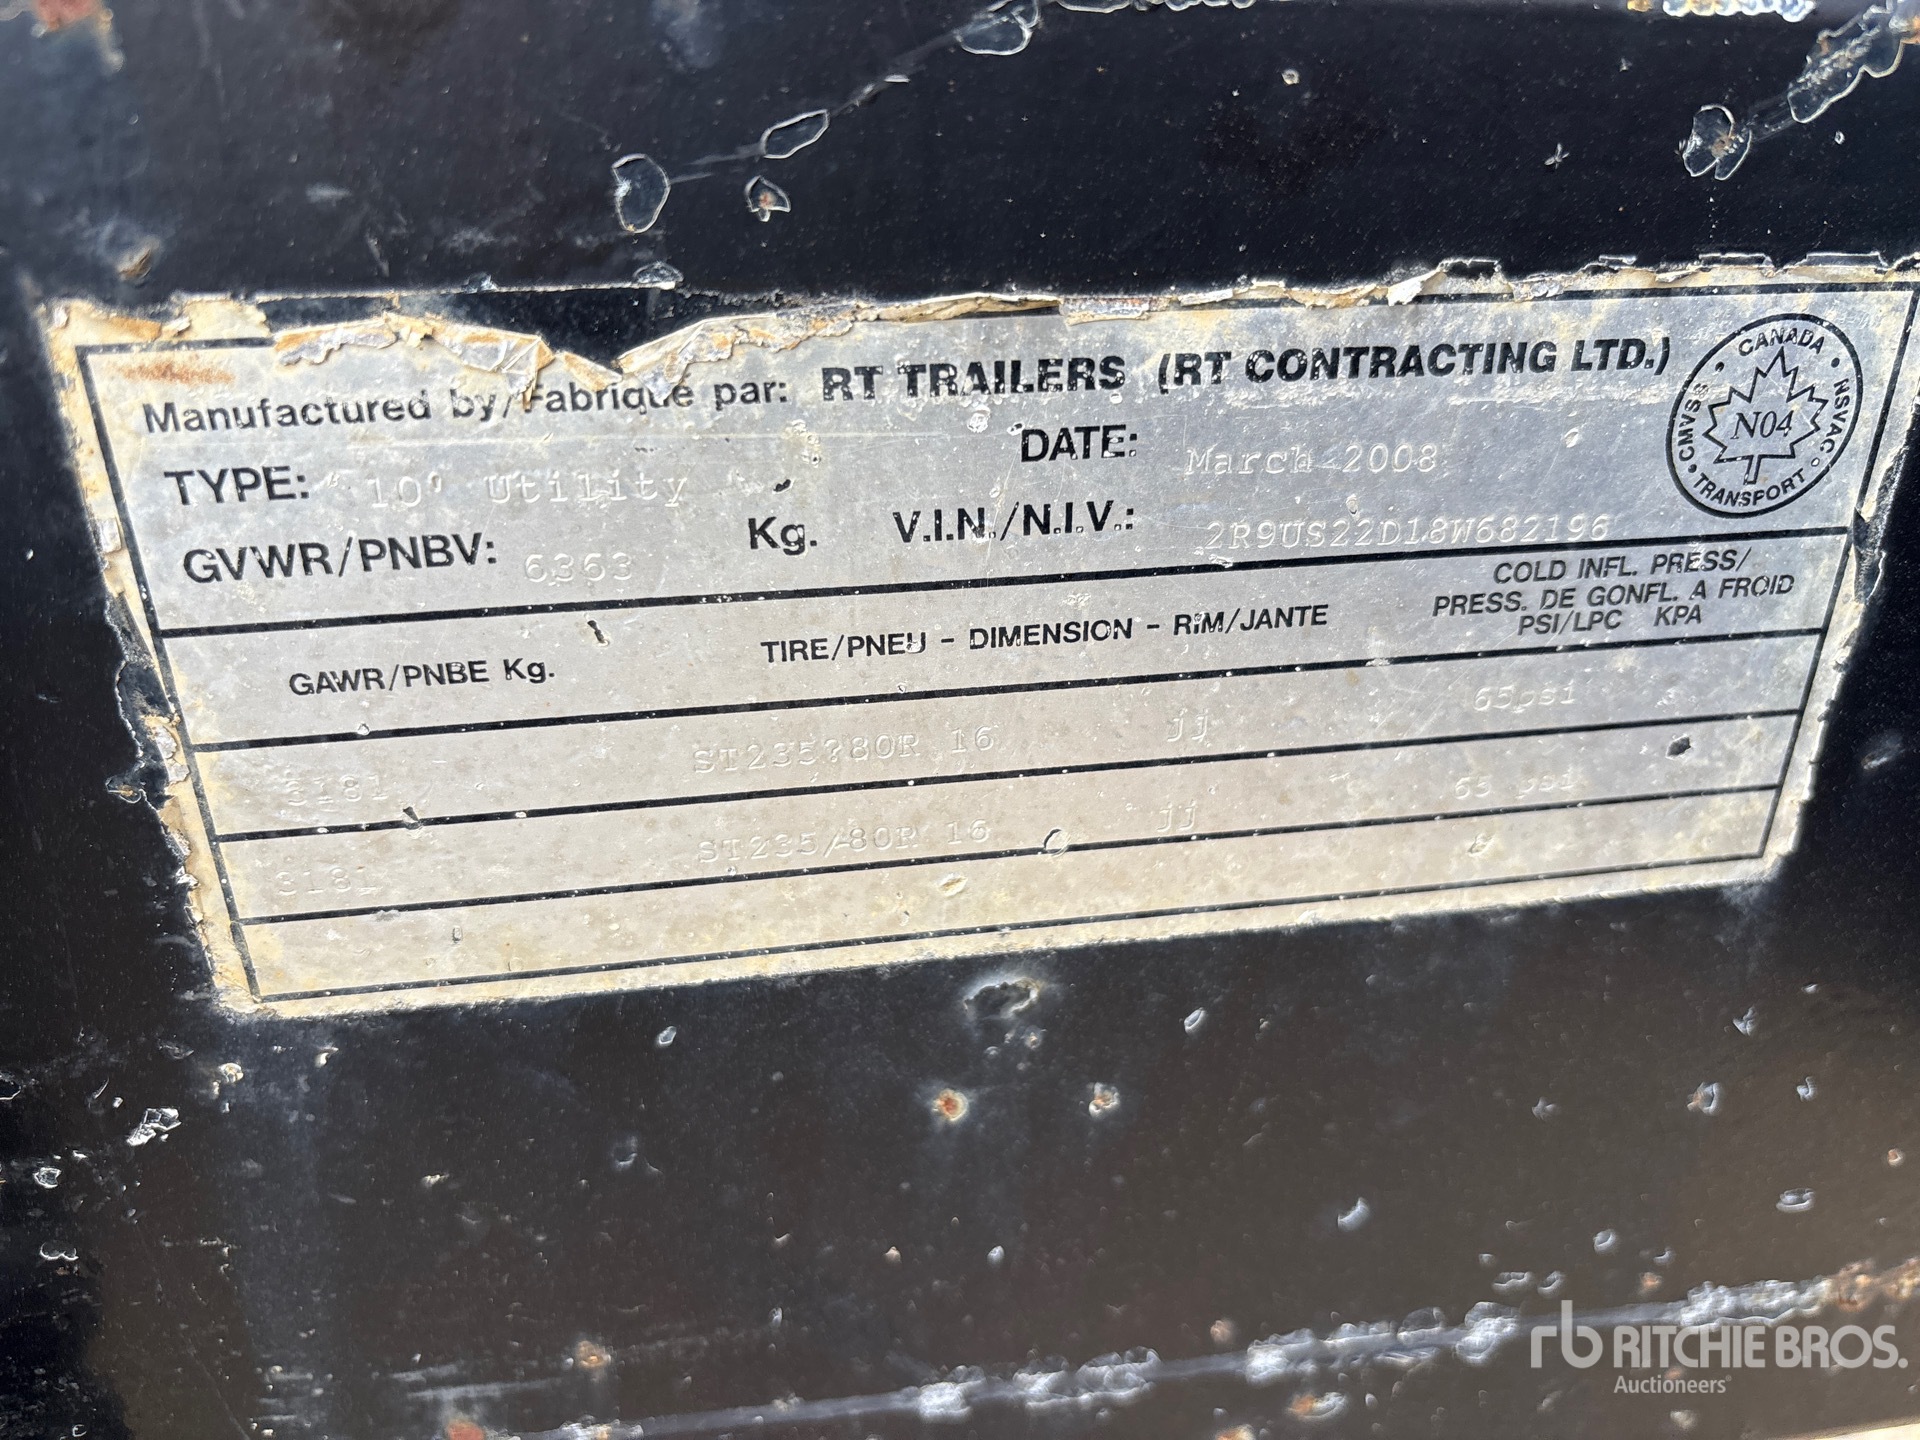 Manufactured by/Fabrique par: RT TRAILERS (RT CONTRACTING LTD.)
TYPE: 10' Utility DATE: March 2008
GVWR/PNBV: 6363 Kg. V.I.N./N.I.V.: 2R9US22D18W682196
CANADA • NSVAC • TRANSPORT • CMVSS •
N04
GAWR/PNBE Kg. TIRE/PNEU - DIMENSION - RIM/JANTE COLD INFL. PRESS/
PRESS. DE GONFL. A FROID
PSI/LPC KPA
3181 ST235?80R 16 jj 65psi
3181 ST235/80R 16 jj 65 psi
rb RITCHIE BROS.
Auctioneers